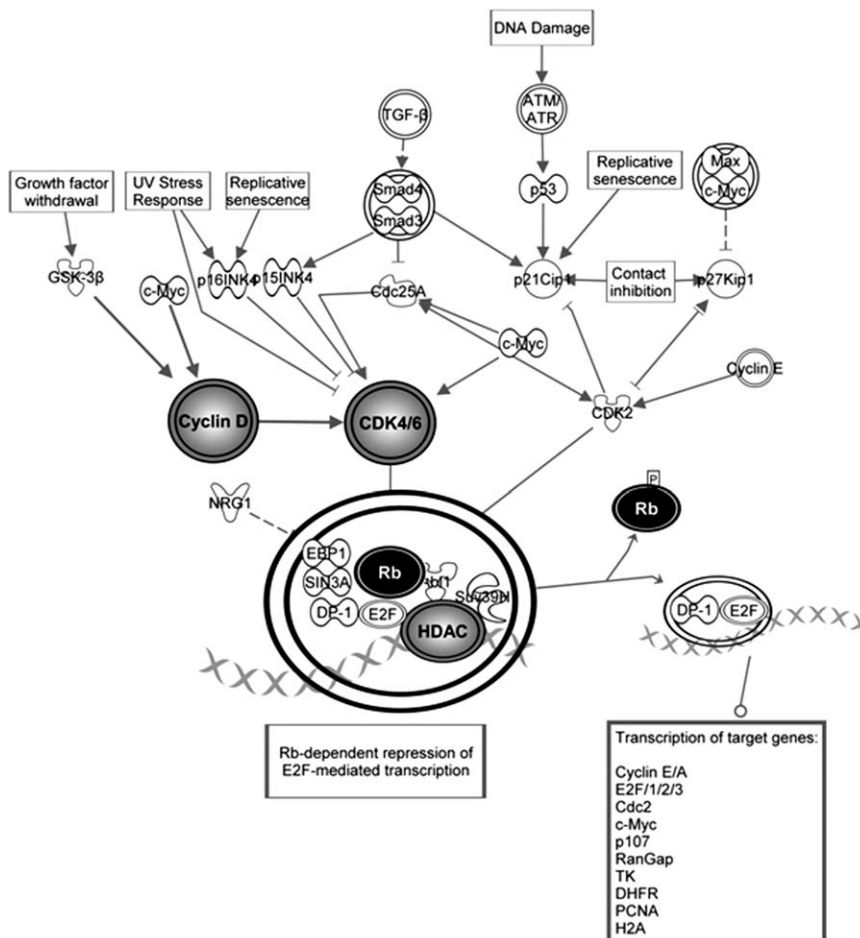 DNA Damage
ATM/
ATR
TGF-β
Max
c-Myc
Replicative
senescence
p53
Smad4
Smad3
Growth factor
withdrawal
UV Stress
Response
Replicative
senescence
GSK-3β
c-Myc
p16INK4
p15INK4
Cdc25A
p21Cip1
Contact
inhibition
p27Kip1
c-Myc
Cyclin E
Cyclin D
CDK4/6
CDK2
NRG1
P
Rb
EBP1
SIN3A
Rb
DP-1
E2F
HDAC
DP-1
E2F
Rb-dependent repression of
E2F-mediated transcription
Transcription of target genes:
Cyclin E/A
E2F/1/2/3
Cdc2
c-Myc
p107
RanGap
TK
DHFR
PCNA
H2A